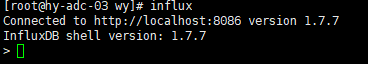 [root@hy-adc-03 wy]# influx
Connected to http://localhost:8086 version 1.7.7
InfluxDB shell version: 1.7.7
>